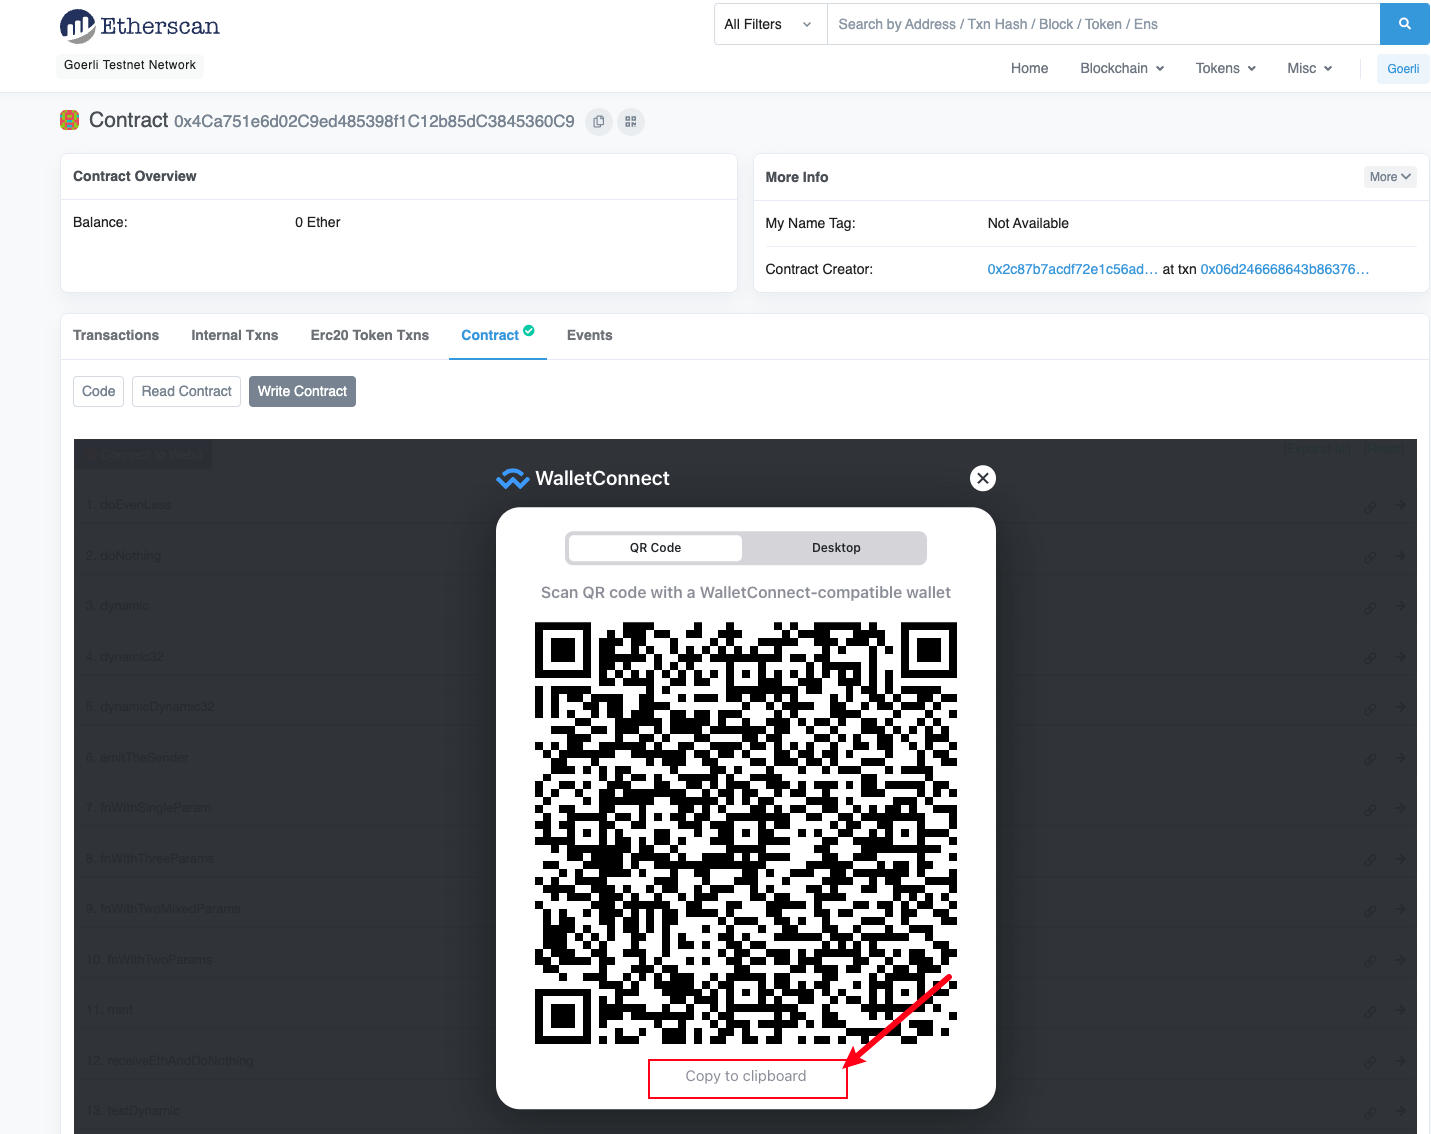 Etherscan
All Filters
Search by Address / Txn Hash / Block / Token / Ens
Goerli Testnet Network
Home
Blockchain
Tokens
Misc
Goerli
Contract 0x4Ca751e6d02C9ed485398f1C12b85dC3845360C9
Contract Overview
Balance:
0 Ether
More Info
More
My Name Tag:
Not Available
Contract Creator:
0x2c87b7acdf72e1c56ad... at txn 0x06d246668643b86376...
Transactions
Internal Txns
Erc20 Token Txns
Contract
Events
Code
Read Contract
Write Contract
Connect to Web3
WalletConnect
QR Code
Desktop
Scan QR code with a WalletConnect-compatible wallet
Copy to clipboard
1. doEvenLess
2. doNothing
3. dynamic
4. dynamic32
5. dynamicDynamic32
6. emitTheSender
7. fnWithSingleParam
8. fnWithThreeParams
9. fnWithTwoMixedParams
10. fnWithTwoParams
11. mint
12. receiveEthAndDoNothing
13. testDynamic